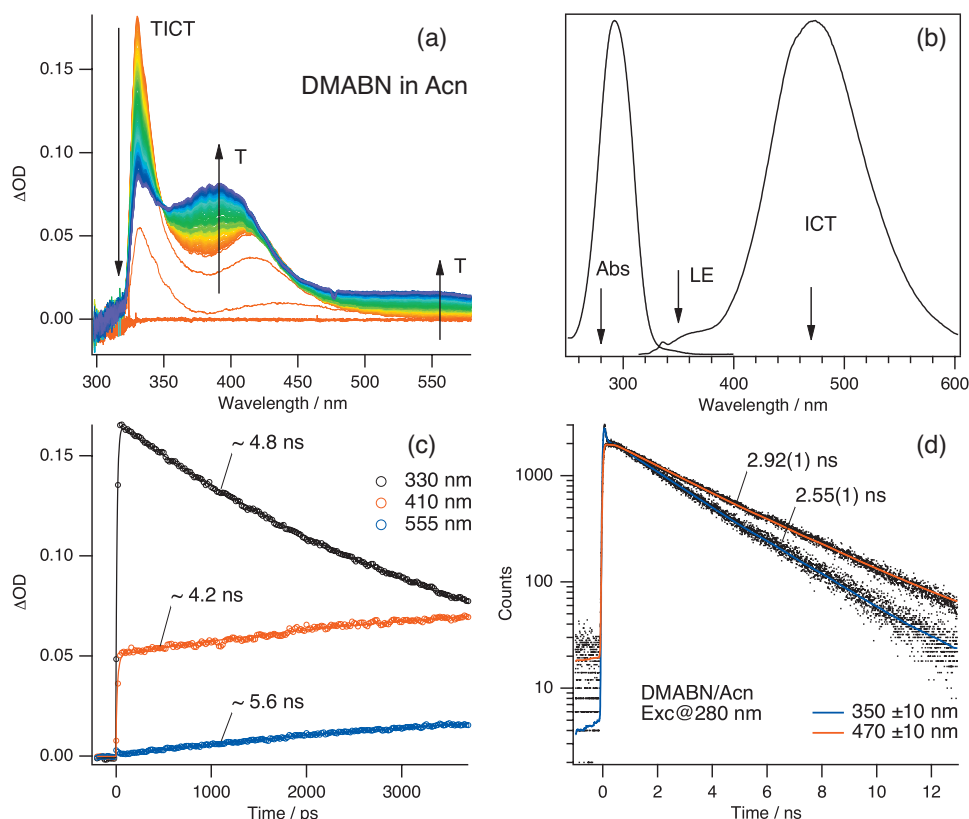 (a)
TICT
DMABN in Acn
T
T
ΔOD
0.15
0.10
0.05
0.00
300
350
400
450
500
550
Wavelength / nm
(b)
Abs
LE
ICT
300
400
500
600
Wavelength / nm
(c)
~ 4.8 ns
330 nm
410 nm
555 nm
~ 4.2 ns
~ 5.6 ns
ΔOD
0.15
0.10
0.05
0.00
0
1000
2000
3000
Time / ps
(d)
2.92(1) ns
2.55(1) ns
Counts
1000
100
10
DMABN/Acn
Exc@280 nm
350 ±10 nm
470 ±10 nm
0
2
4
6
8
10
12
Time / ns